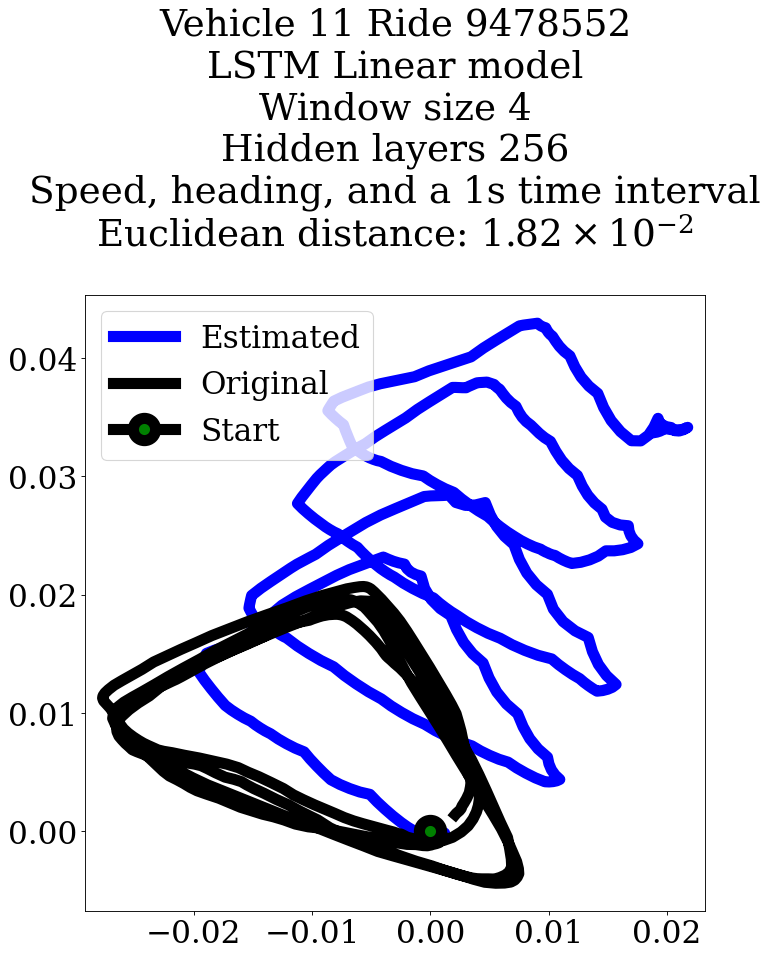 Vehicle 11 Ride 9478552
LSTM Linear model
Window size 4
Hidden layers 256
Speed, heading, and a 1s time interval
Euclidean distance: 1.82 × 10⁻²
Estimated
Original
Start
0.04
0.03
0.02
0.01
0.00
−0.02 −0.01 0.00 0.01 0.02